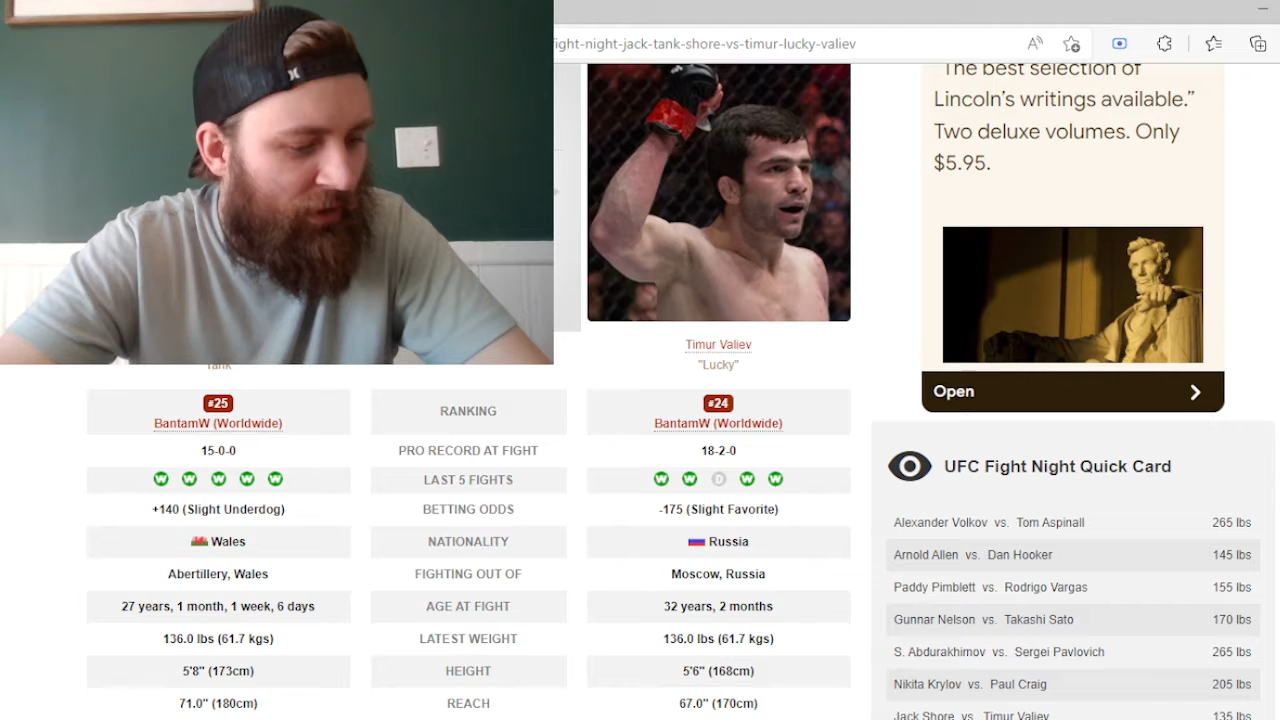 ight-night-jack-tank-shore-vs-timur-lucky-valiev
"The best selection of
Lincoln's writings available."
Two deluxe volumes. Only
$5.95.
Open
Timur Valiev
"Lucky"
#25
BantamW (Worldwide)
RANKING
#24
BantamW (Worldwide)
15-0-0
PRO RECORD AT FIGHT
18-2-0
W W W W W
LAST 5 FIGHTS
W W D W W
+140 (Slight Underdog)
BETTING ODDS
-175 (Slight Favorite)
Wales
NATIONALITY
Russia
Abertillery, Wales
FIGHTING OUT OF
Moscow, Russia
27 years, 1 month, 1 week, 6 days
AGE AT FIGHT
32 years, 2 months
136.0 lbs (61.7 kgs)
LATEST WEIGHT
136.0 lbs (61.7 kgs)
5'8" (173cm)
HEIGHT
5'6" (168cm)
71.0" (180cm)
REACH
67.0" (170cm)
UFC Fight Night Quick Card
Alexander Volkov vs. Tom Aspinall 265 lbs
Arnold Allen vs. Dan Hooker 145 lbs
Paddy Pimblett vs. Rodrigo Vargas 155 lbs
Gunnar Nelson vs. Takashi Sato 170 lbs
S. Abdurakhimov vs. Sergei Pavlovich 265 lbs
Nikita Krylov vs. Paul Craig 205 lbs
Jack Shore vs. Timur Valiev 135 lbs